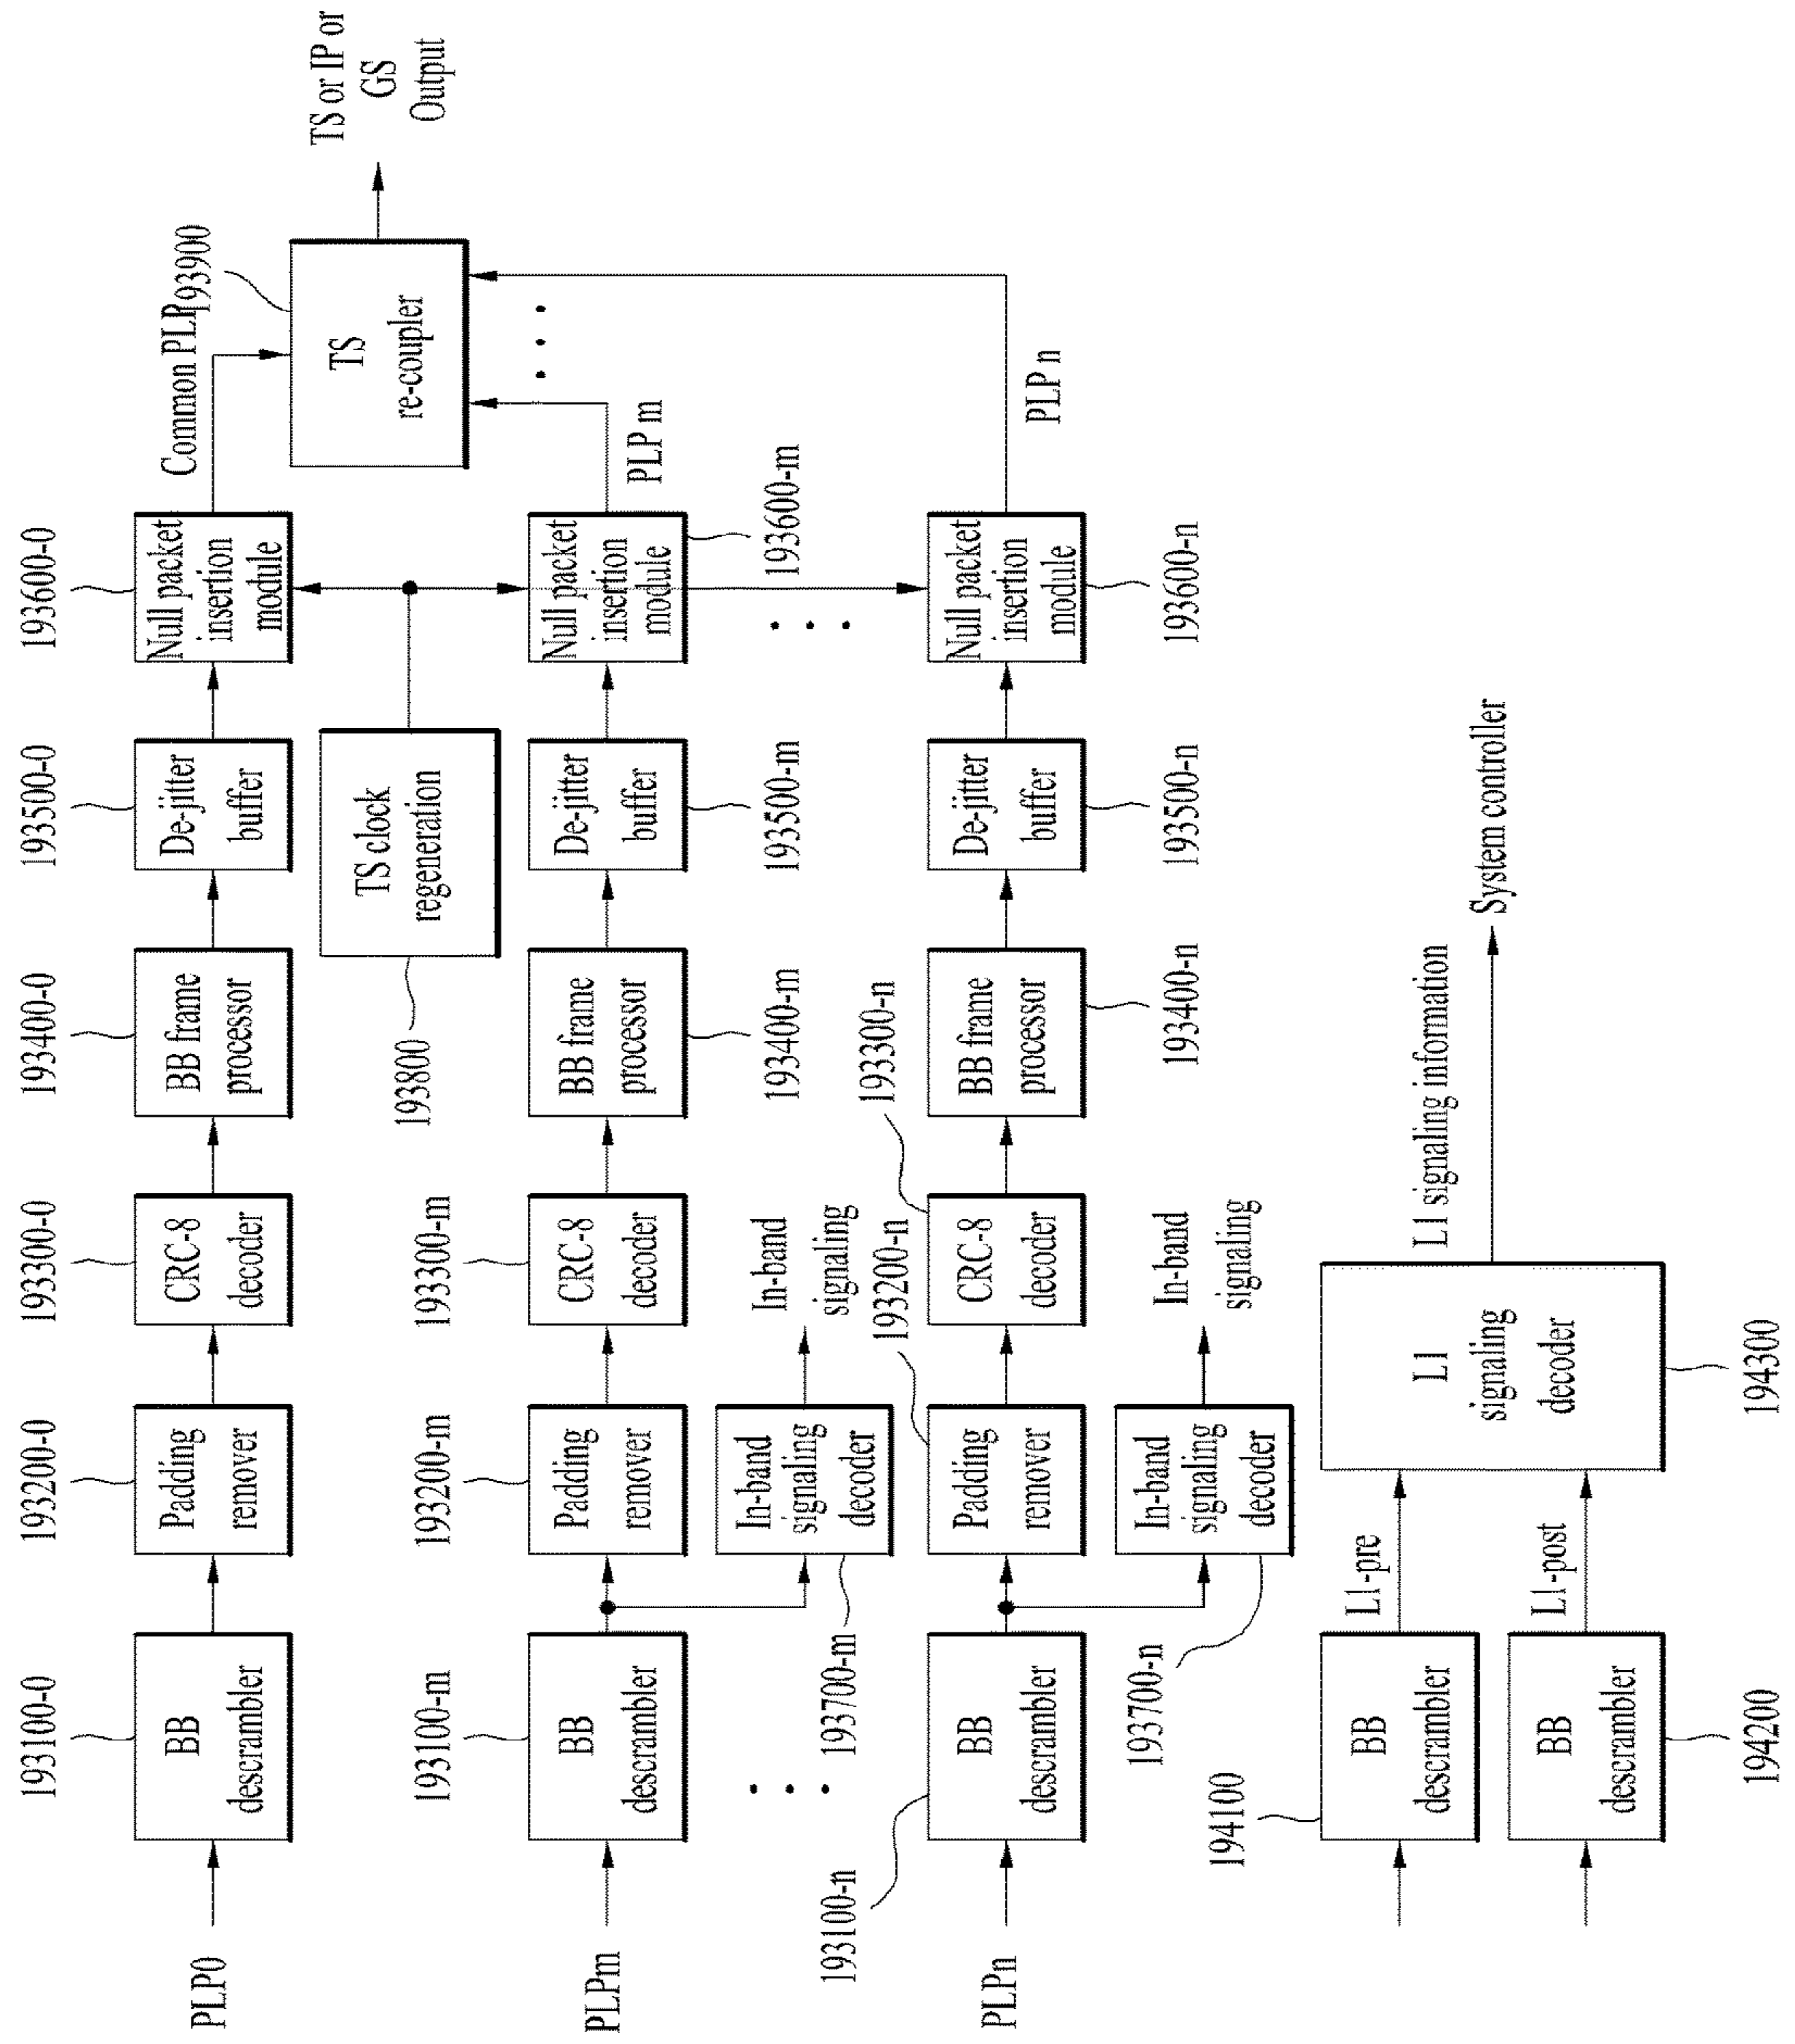 193100-0
193200-0
193300-0
193400-0
193500-0
193600-0
PLP0
BB
descrambler
Padding
remover
CRC-8
decoder
BB frame
processor
De-jitter
buffer
Null packet
insertion
module
Common PLP
193900
TS
re-coupler
TS or IP or
GS
Output
193800
TS clock
regeneration
193100-m
193200-m
193300-m
PLPm
BB
descrambler
Padding
remover
CRC-8
decoder
BB frame
processor
De-jitter
buffer
Null packet
insertion
module
PLP m
193400-m
193500-m
193600-m
193700-m
In-band
signaling
decoder
In-band
signaling
193100-n
193200-n
193300-n
PLPn
BB
descrambler
Padding
remover
CRC-8
decoder
BB frame
processor
De-jitter
buffer
Null packet
insertion
module
PLP n
193400-n
193500-n
193600-n
193700-n
In-band
signaling
decoder
In-band
signaling
194100
BB
descrambler
L1-pre
L1
signaling
decoder
L1 signaling information
System controller
BB
descrambler
L1-post
194200
194300